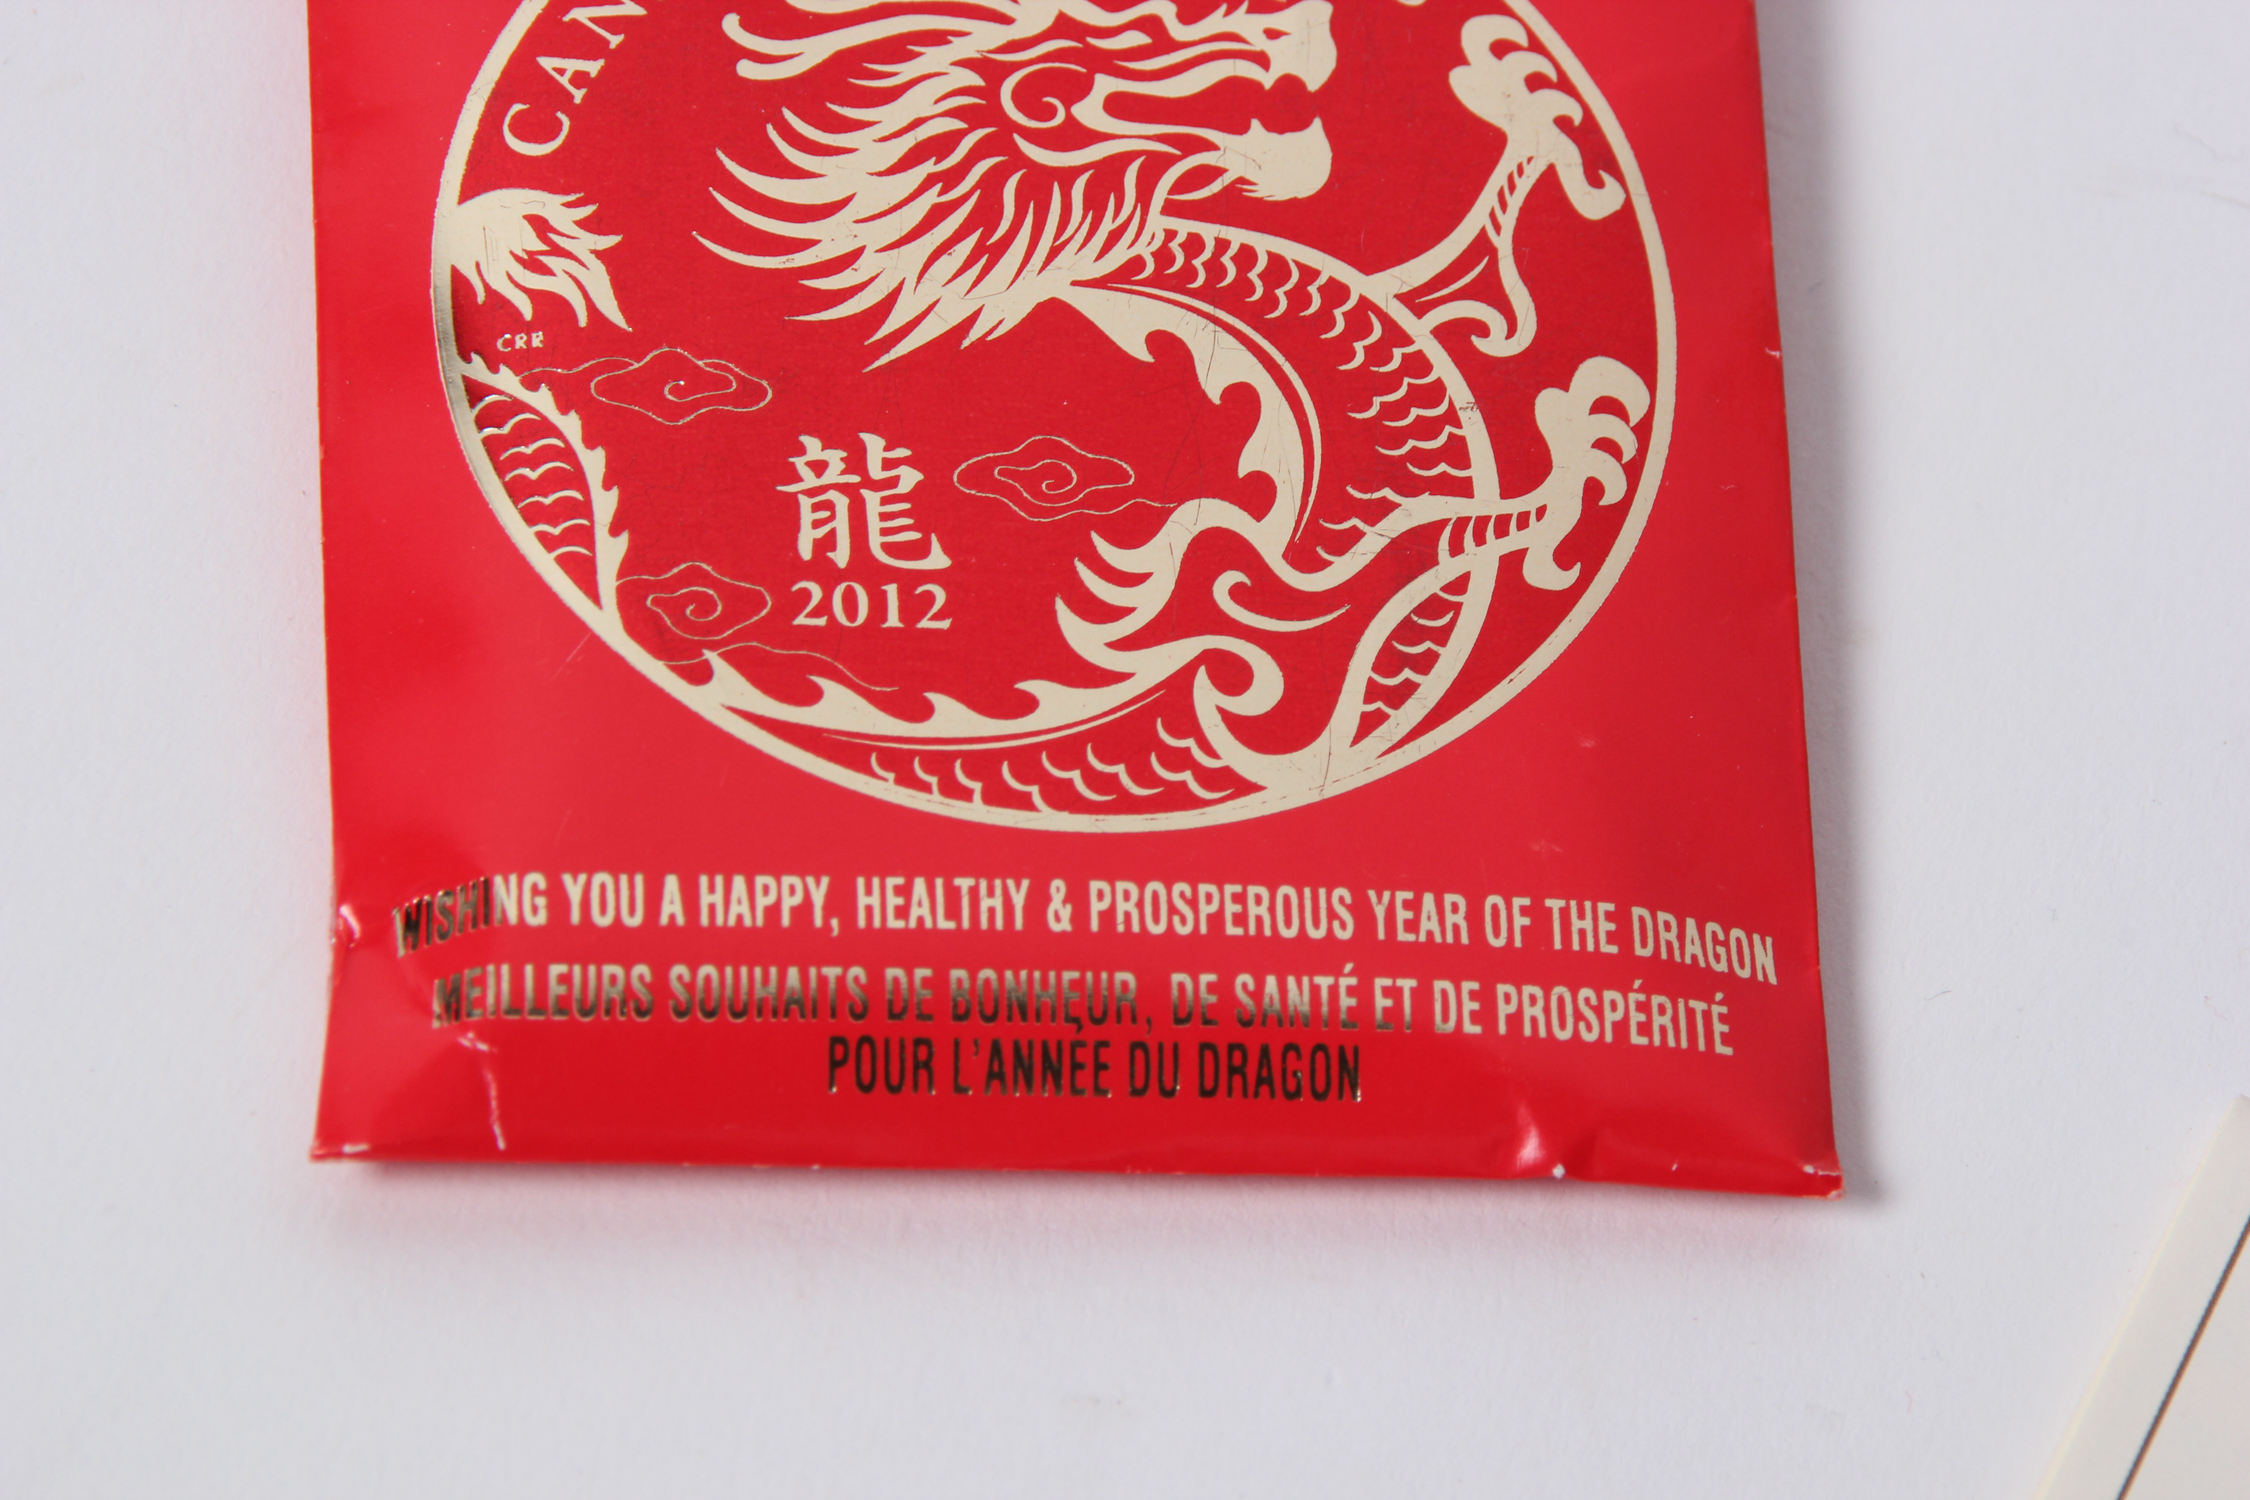 CAN
CRR
龍
2012
WISHING YOU A HAPPY, HEALTHY & PROSPEROUS YEAR OF THE DRAGON
MEILLEURS SOUHAITS DE BONHEUR, DE SANTÉ ET DE PROSPÉRITÉ
POUR L'ANNÉE DU DRAGON